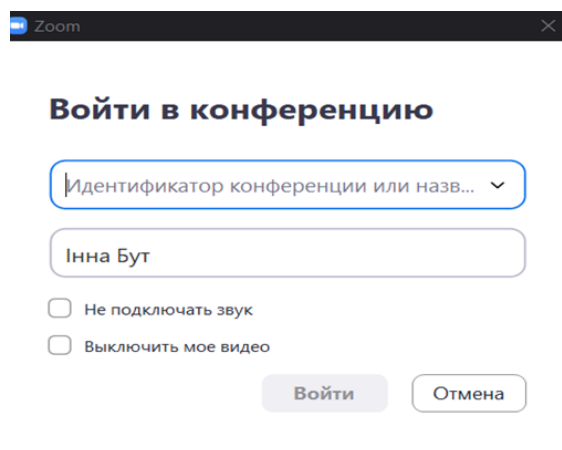 Zoom
Войти в конференцию
Идентификатор конференции или назв...
Інна Бут
Не подключать звук
Выключить мое видео
Войти Отмена